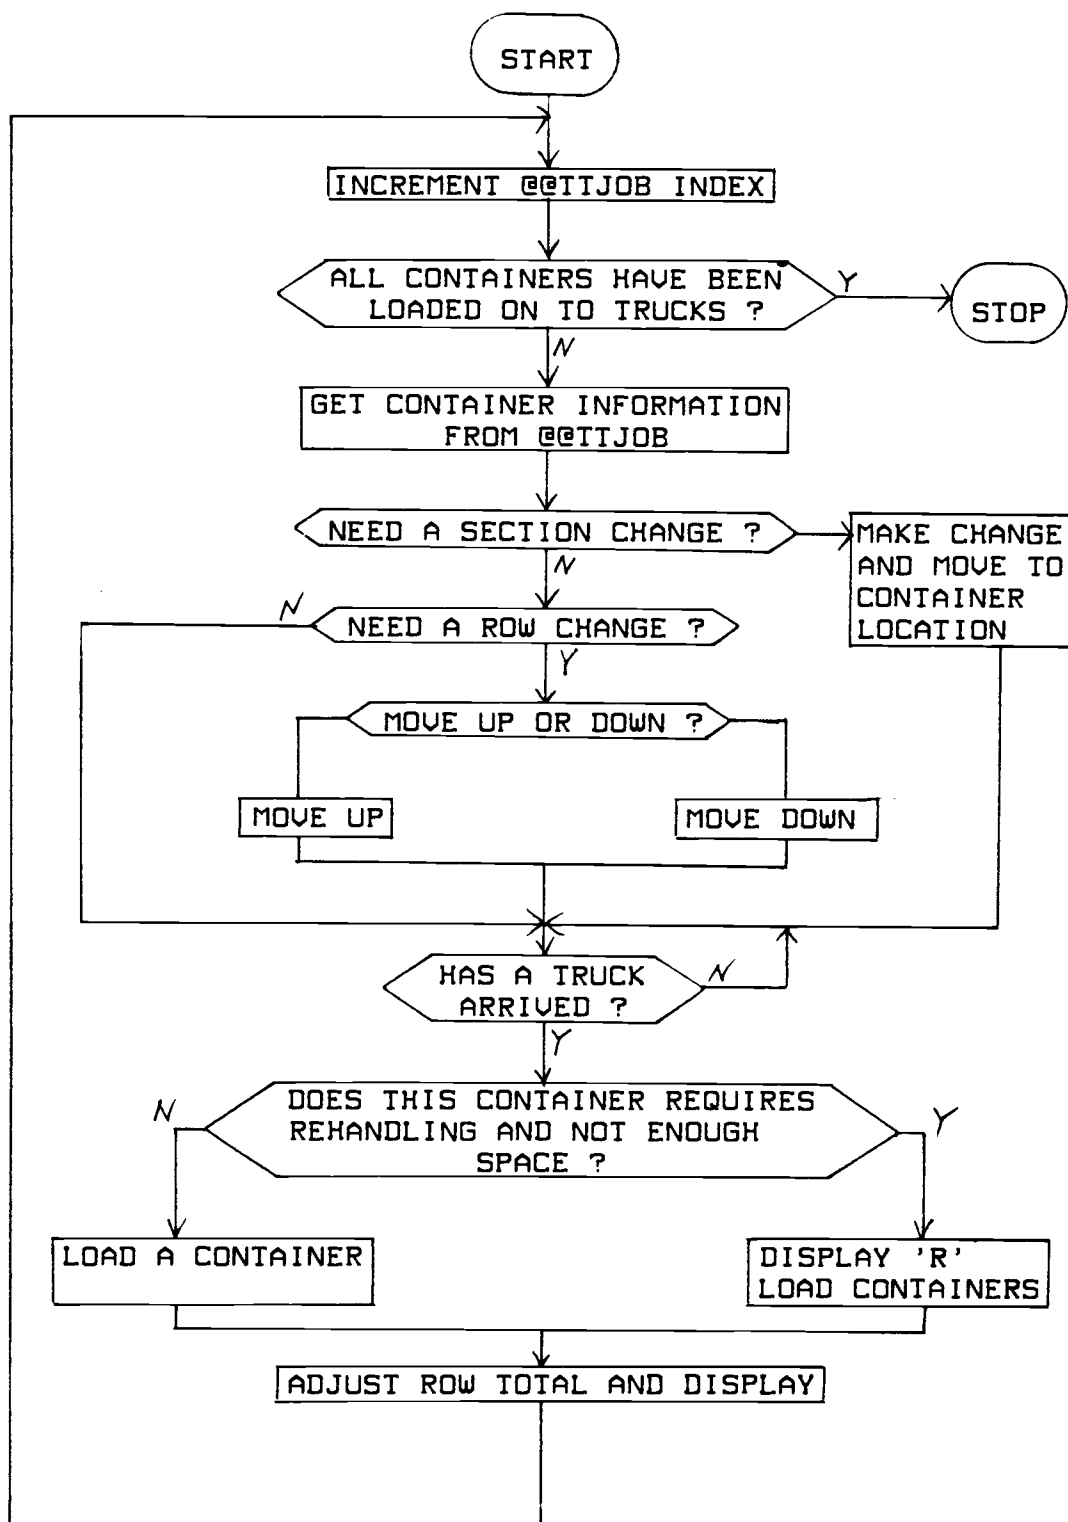 START
INCREMENT @@TTJOB INDEX
ALL CONTAINERS HAVE BEEN
LOADED ON TO TRUCKS ?
Y
STOP
N
GET CONTAINER INFORMATION
FROM @@TTJOB
NEED A SECTION CHANGE ?
MAKE CHANGE
AND MOVE TO
CONTAINER
LOCATION
N
N
NEED A ROW CHANGE ?
Y
MOVE UP OR DOWN ?
MOVE UP
MOVE DOWN
HAS A TRUCK
ARRIVED ?
N
Y
N
DOES THIS CONTAINER REQUIRES
REHANDLING AND NOT ENOUGH
SPACE ?
Y
LOAD A CONTAINER
DISPLAY 'R'
LOAD CONTAINERS
ADJUST ROW TOTAL AND DISPLAY